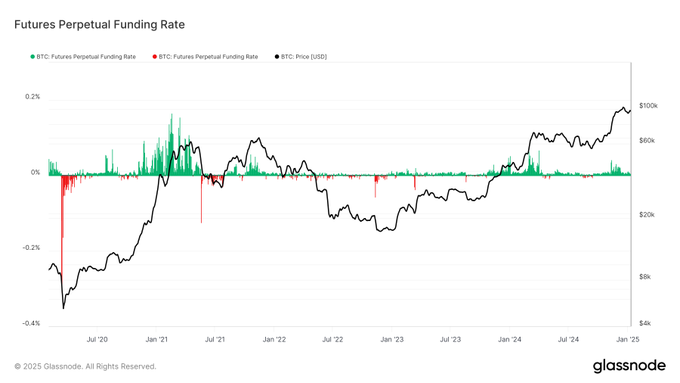 Futures Perpetual Funding Rate
BTC: Futures Perpetual Funding Rate BTC: Futures Perpetual Funding Rate BTC: Price [USD]
0.2%
0%
-0.2%
-0.4%
$100k
$60k
$20k
$8k
$4k
Jul '20 Jan '21 Jul '21 Jan '22 Jul '22 Jan '23 Jul '23 Jan '24 Jul '24 Jan '25
© 2025 Glassnode. All Rights Reserved.
glassnode